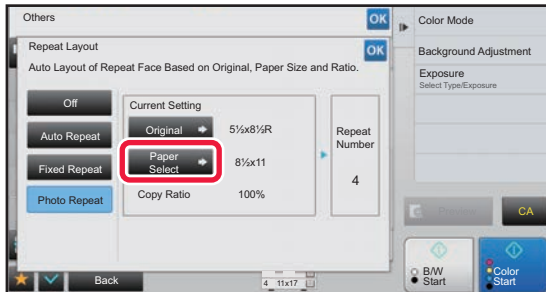 Others
OK
Repeat Layout
OK
Auto Layout of Repeat Face Based on Original, Paper Size and Ratio.
Off
Auto Repeat
Fixed Repeat
Photo Repeat
Current Setting
Original
5½x8½R
Paper
Select
8½x11
Copy Ratio
100%
Repeat
Number
4
Back
4 11x17
Color Mode
Background Adjustment
Exposure
Select Type/Exposure
Preview
CA
B/W
Start
Color
Start